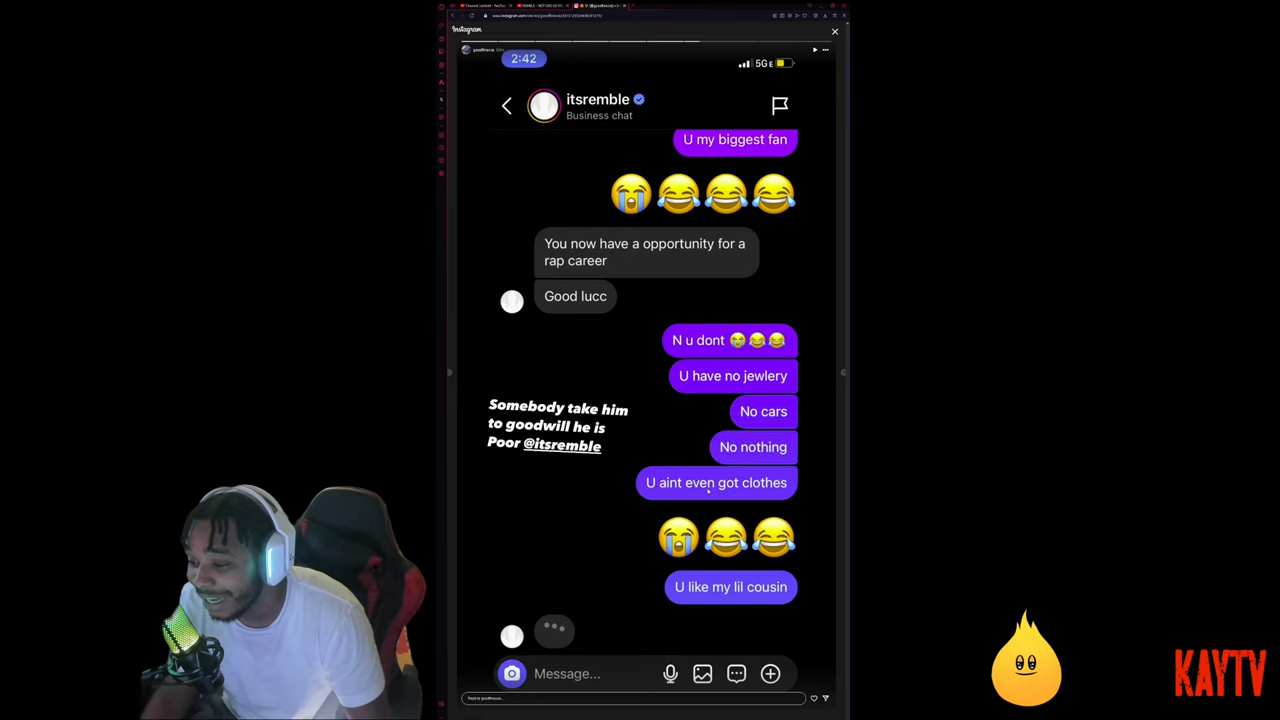 Instagram
2:42
5GE
itsremble
Business chat
U my biggest fan
You now have a opportunity for a
rap career
Good lucc
N u dont 😭😂😂
U have no jewlery
No cars
Somebody take him
to goodwill he is
Poor @itsremble
No nothing
U aint even got clothes
U like my lil cousin
Message...
KAYTV